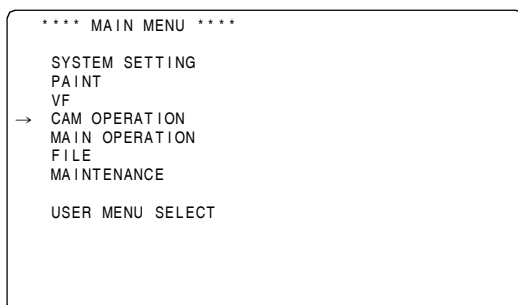 **** MAIN MENU ****
SYSTEM SETTING
PAINT
VF
→ CAM OPERATION
MAIN OPERATION
FILE
MAINTENANCE
USER MENU SELECT